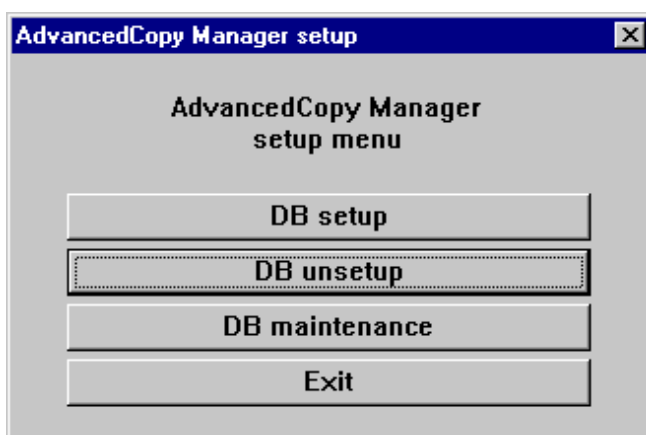 AdvancedCopy Manager setup
AdvancedCopy Manager
setup menu
DB setup
DB unsetup
DB maintenance
Exit